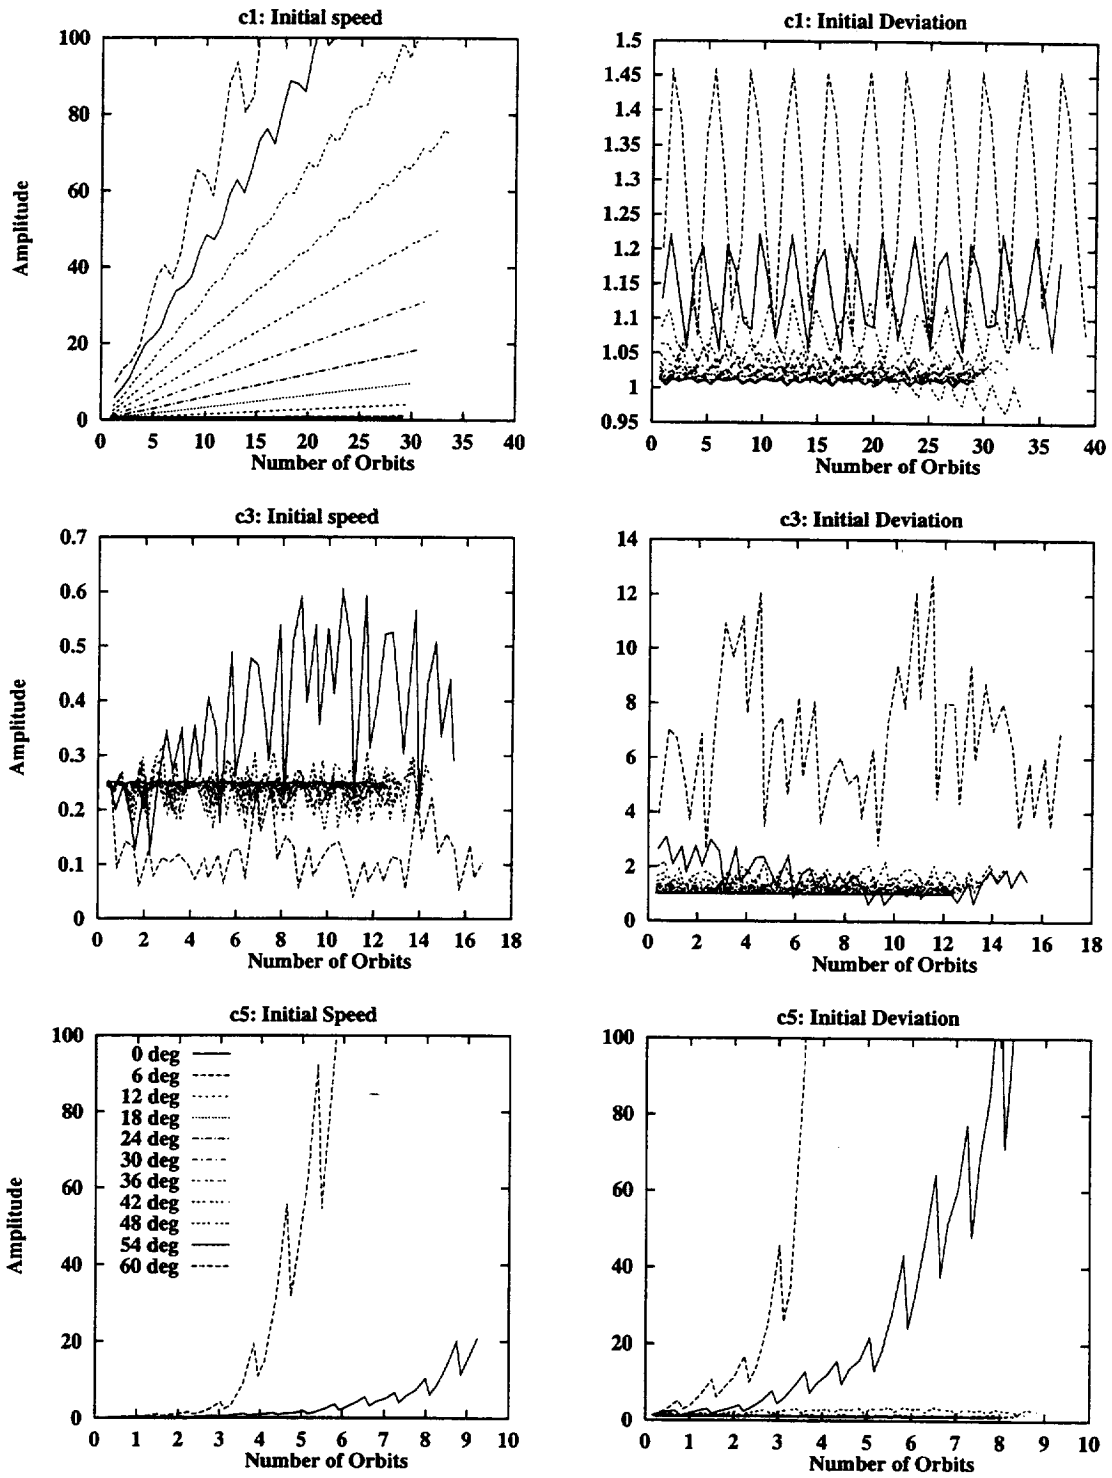 c1: Initial speed
100
80
60
40
20
0
Amplitude
0 5 10 15 20 25 30 35 40
Number of Orbits
c1: Initial Deviation
1.5
1.45
1.4
1.35
1.3
1.25
1.2
1.15
1.1
1.05
1
0.95
0 5 10 15 20 25 30 35 40
Number of Orbits
c3: Initial speed
0.7
0.6
0.5
0.4
0.3
0.2
0.1
0
Amplitude
0 2 4 6 8 10 12 14 16 18
Number of Orbits
c3: Initial Deviation
14
12
10
8
6
4
2
0
0 2 4 6 8 10 12 14 16 18
Number of Orbits
c5: Initial Speed
100
80
60
40
20
0
Amplitude
0 deg
6 deg
12 deg
18 deg
24 deg
30 deg
36 deg
42 deg
48 deg
54 deg
60 deg
0 1 2 3 4 5 6 7 8 9 10
Number of Orbits
c5: Initial Deviation
100
80
60
40
20
0
0 1 2 3 4 5 6 7 8 9 10
Number of Orbits